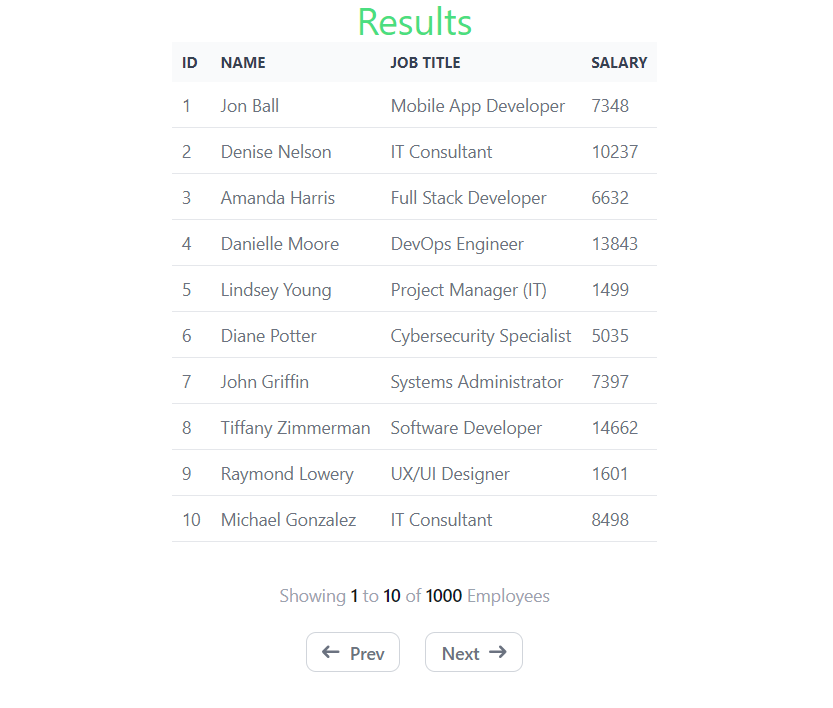 Results
ID NAME JOB TITLE SALARY
1 Jon Ball Mobile App Developer 7348
2 Denise Nelson IT Consultant 10237
3 Amanda Harris Full Stack Developer 6632
4 Danielle Moore DevOps Engineer 13843
5 Lindsey Young Project Manager (IT) 1499
6 Diane Potter Cybersecurity Specialist 5035
7 John Griffin Systems Administrator 7397
8 Tiffany Zimmerman Software Developer 14662
9 Raymond Lowery UX/UI Designer 1601
10 Michael Gonzalez IT Consultant 8498
Showing 1 to 10 of 1000 Employees
← Prev Next →